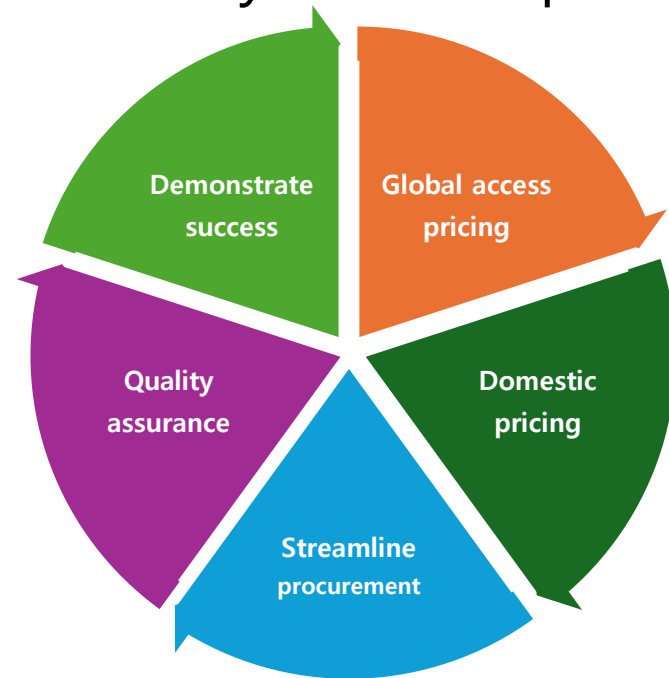 Demonstrate
success
Global access
pricing
Domestic
pricing
Streamline
procurement
Quality
assurance